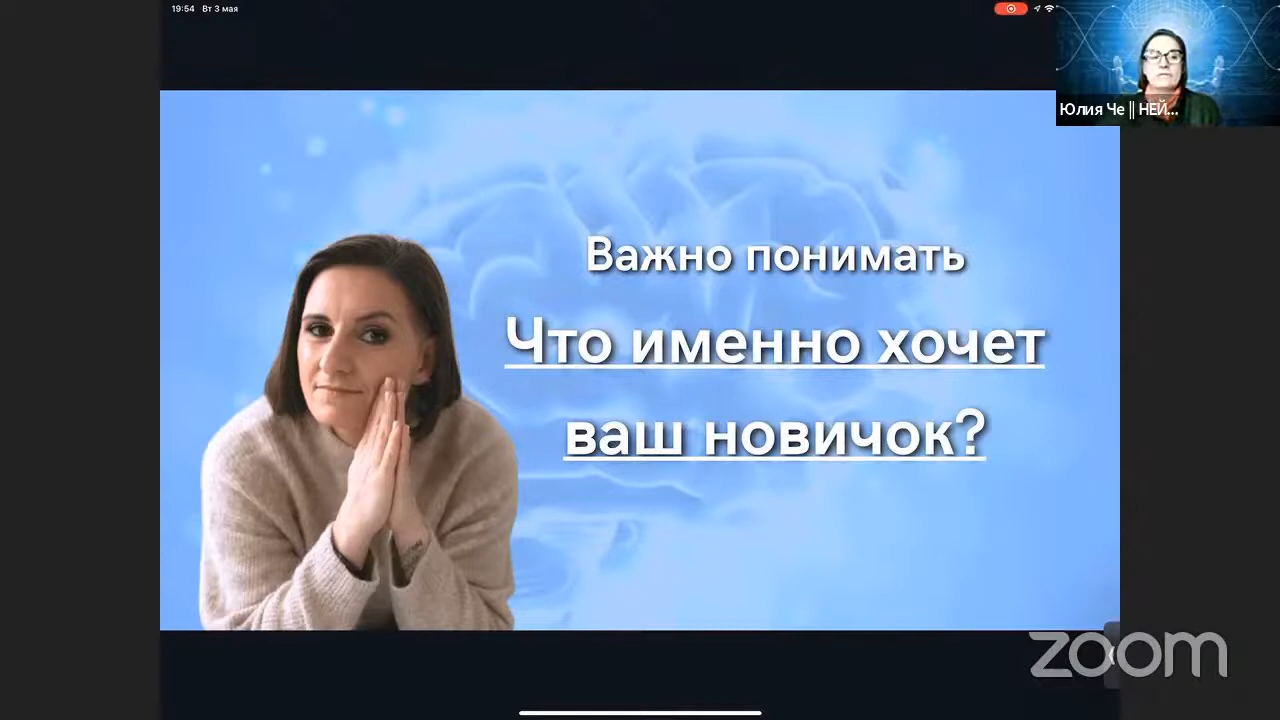 19:54 Вт 3 мая
Юлия Че || НЕЙ...
Важно понимать
Что именно хочет
ваш новичок?
zoom